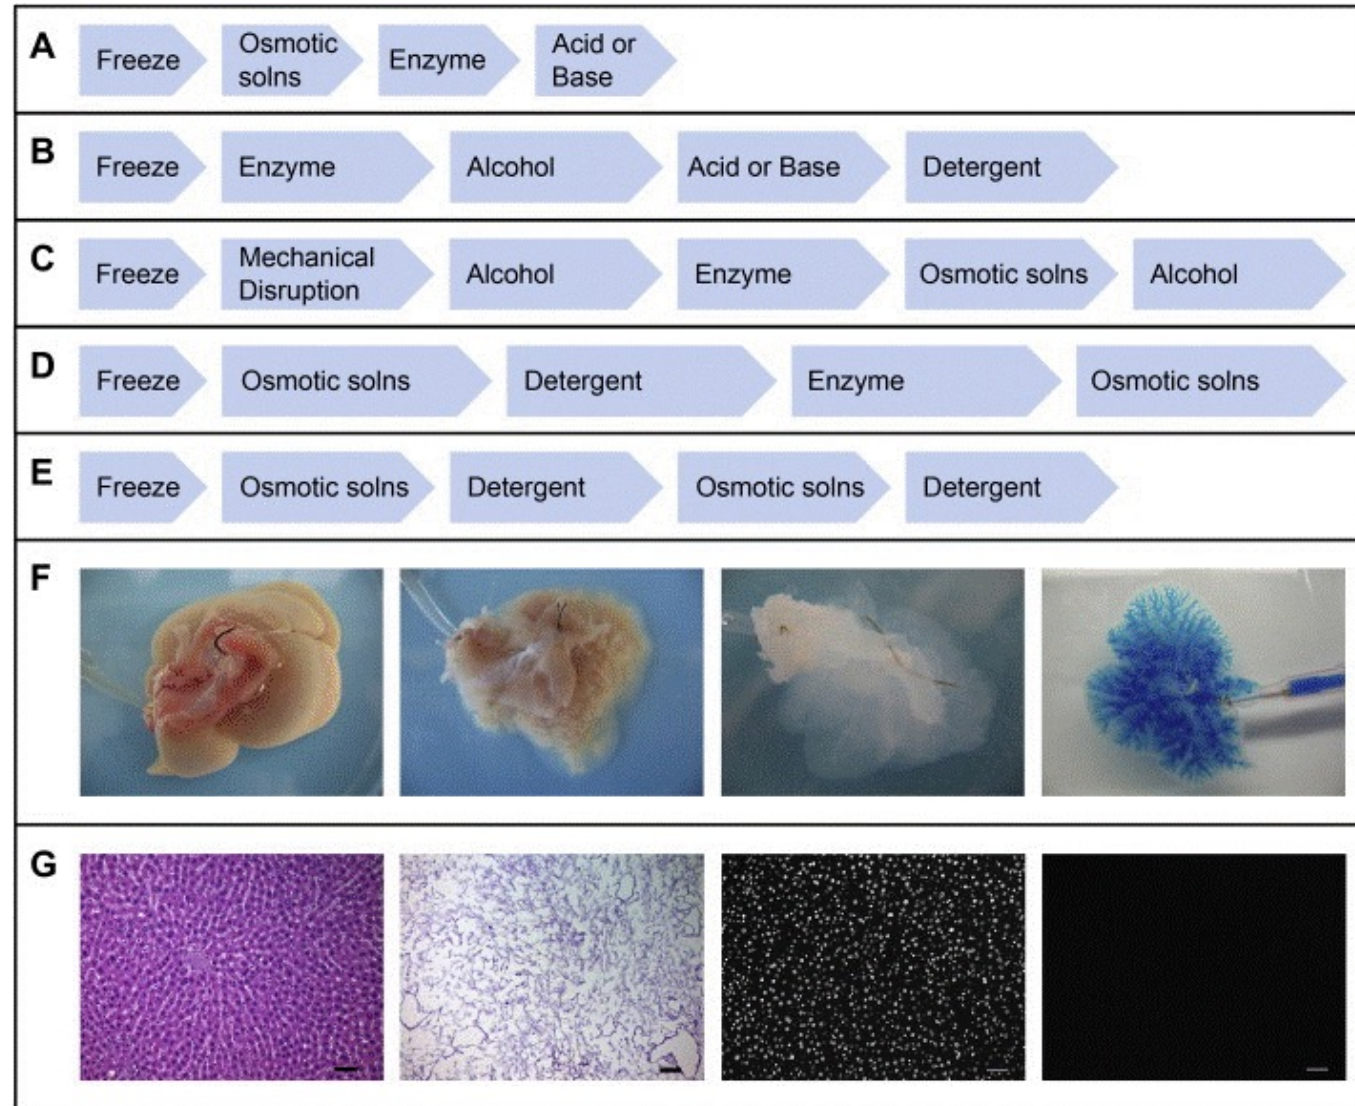 A
Freeze
Osmotic
solns
Enzyme
Acid or
Base
B
Freeze
Enzyme
Alcohol
Acid or Base
Detergent
C
Freeze
Mechanical
Disruption
Alcohol
Enzyme
Osmotic solns
Alcohol
D
Freeze
Osmotic solns
Detergent
Enzyme
Osmotic solns
E
Freeze
Osmotic solns
Detergent
Osmotic solns
Detergent
F
G